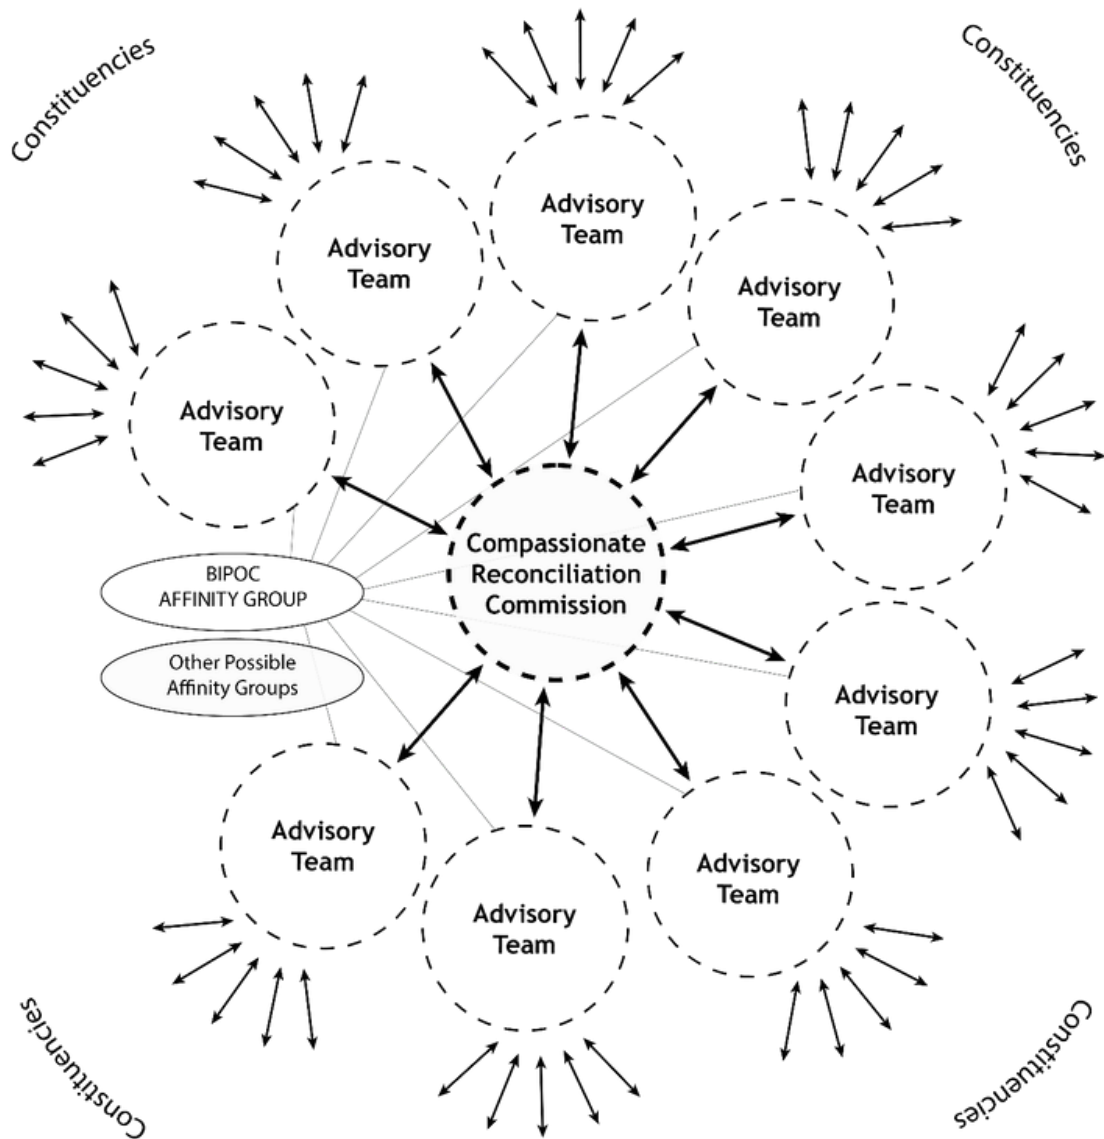 Constituencies
Constituencies
Advisory
Team
Advisory
Team
Advisory
Team
Advisory
Team
Advisory
Team
Compassionate
Reconciliation
Commission
BIPOC
AFFINITY GROUP
Other Possible
Affinity Groups
Advisory
Team
Advisory
Team
Advisory
Team
Advisory
Team
Constituencies
Constituencies